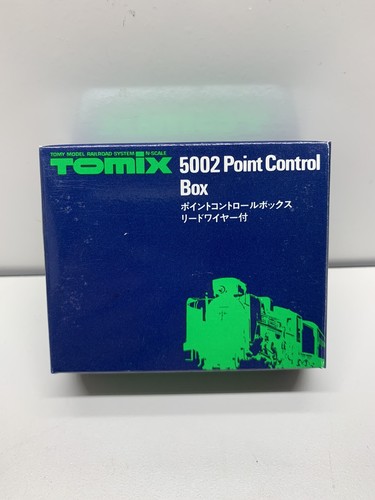 TOMY MODEL RAILROAD SYSTEM N-SCALE
TOMIX
5002 Point Control
Box
ポイントコントロールボックス
リードワイヤー付